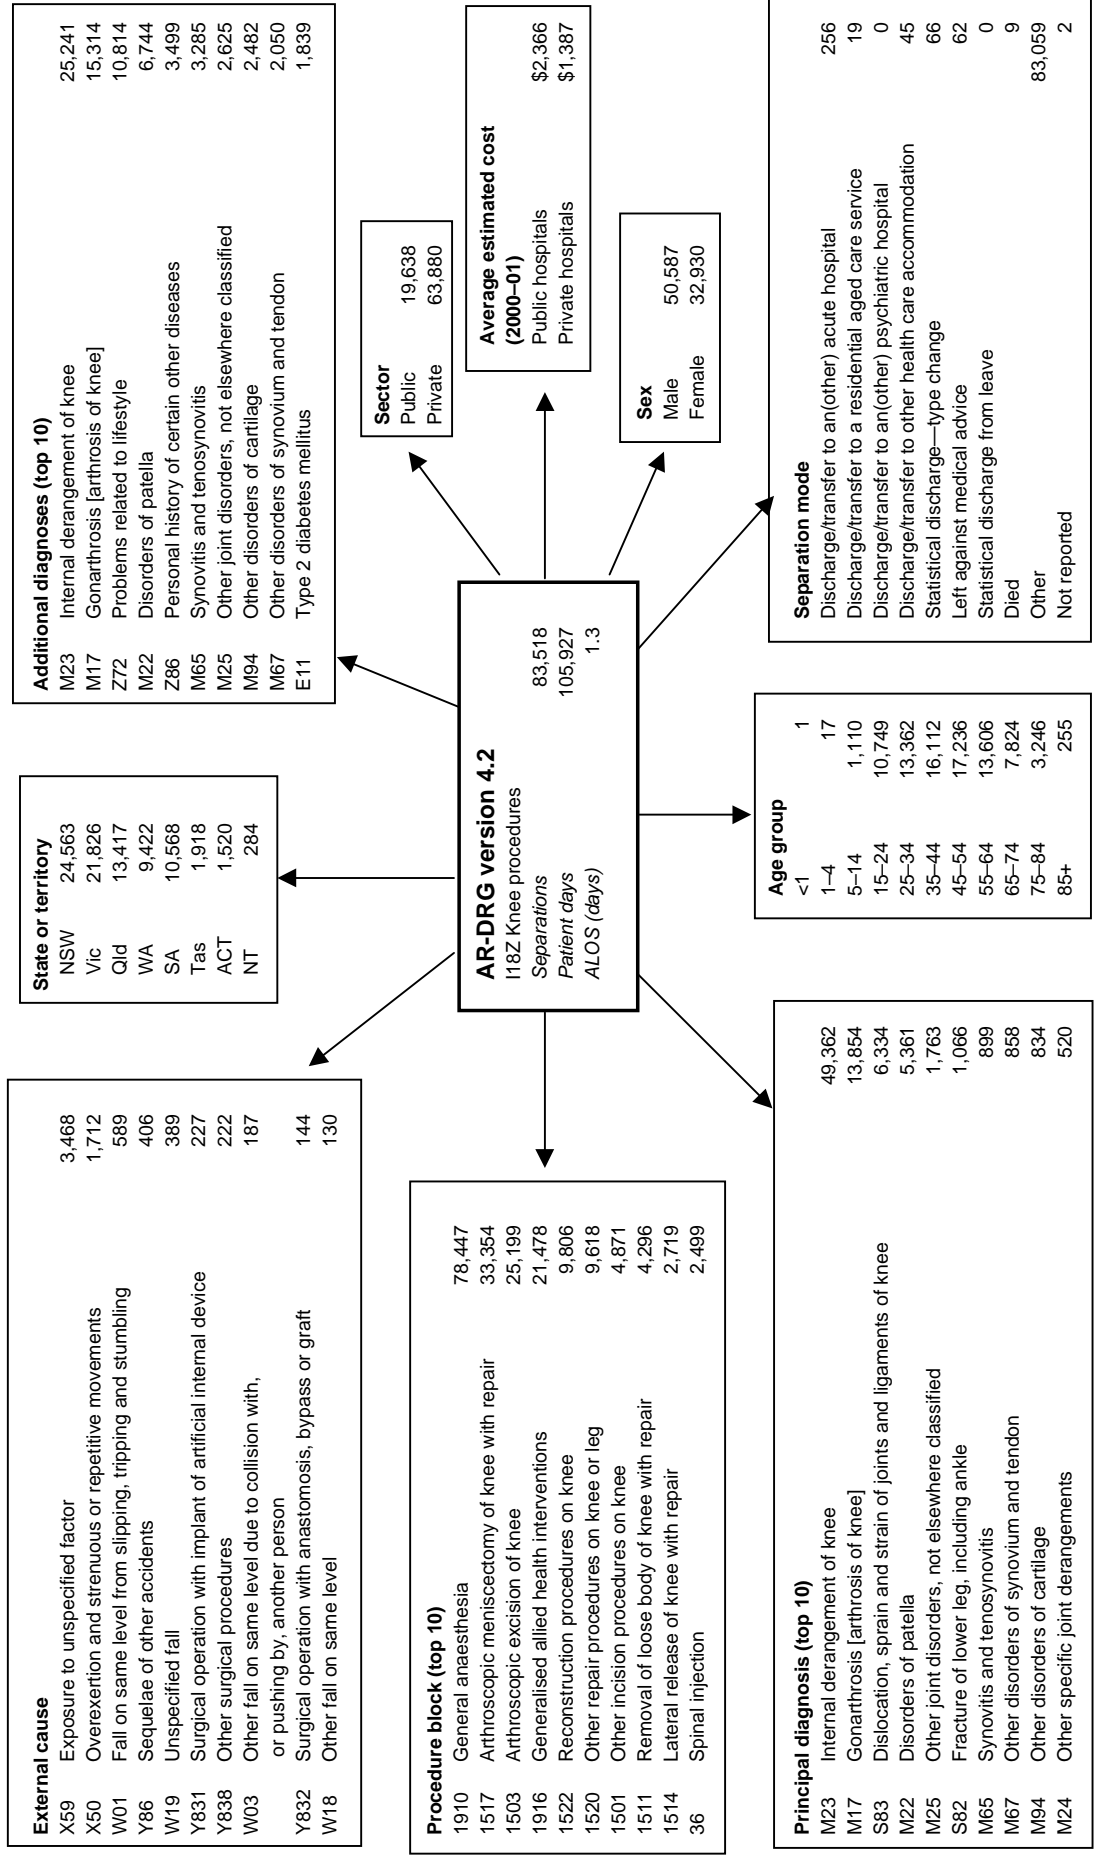 External cause
X59 Exposure to unspecified factor 3,468
X50 Overexertion and strenuous or repetitive movements 1,712
W01 Fall on same level from slipping, tripping and stumbling 589
Y86 Sequelae of other accidents 406
W19 Unspecified fall 389
Y831 Surgical operation with implant of artificial internal device 227
Y838 Other surgical procedures 222
W03 Other fall on same level due to collision with, 187
or pushing by, another person
Y832 Surgical operation with anastomosis, bypass or graft 144
W18 Other fall on same level 130
State or territory
NSW 24,563
Vic 21,826
Qld 13,417
WA 9,422
SA 10,568
Tas 1,918
ACT 1,520
NT 284
Additional diagnoses (top 10)
M23 Internal derangement of knee 25,241
M17 Gonarthrosis [arthrosis of knee] 15,314
Z72 Problems related to lifestyle 10,814
M22 Disorders of patella 6,744
Z86 Personal history of certain other diseases 3,499
M65 Synovitis and tenosynovitis 3,285
M25 Other joint disorders, not elsewhere classified 2,625
M94 Other disorders of cartilage 2,482
M67 Other disorders of synovium and tendon 2,050
E11 Type 2 diabetes mellitus 1,839
Procedure block (top 10)
1910 General anaesthesia 78,447
1517 Arthroscopic meniscectomy of knee with repair 33,354
1503 Arthroscopic excision of knee 25,199
1916 Generalised allied health interventions 21,478
1522 Reconstruction procedures on knee 9,806
1520 Other repair procedures on knee or leg 9,618
1501 Other incision procedures on knee 4,871
1511 Removal of loose body of knee with repair 4,296
1514 Lateral release of knee with repair 2,719
36 Spinal injection 2,499
AR-DRG version 4.2
I18Z Knee procedures
Separations 83,518
Patient days 105,927
ALOS (days) 1.3
Sector
Public 19,638
Private 63,880
Average estimated cost
(2000–01)
Public hospitals $2,366
Private hospitals $1,387
Sex
Male 50,587
Female 32,930
Principal diagnosis (top 10)
M23 Internal derangement of knee 49,362
M17 Gonarthrosis [arthrosis of knee] 13,854
S83 Dislocation, sprain and strain of joints and ligaments of knee 6,334
M22 Disorders of patella 5,361
M25 Other joint disorders, not elsewhere classified 1,763
S82 Fracture of lower leg, including ankle 1,066
M65 Synovitis and tenosynovitis 899
M67 Other disorders of synovium and tendon 858
M94 Other disorders of cartilage 834
M24 Other specific joint derangements 520
Age group
<1 1
1–4 17
5–14 1,110
15–24 10,749
25–34 13,362
35–44 16,112
45–54 17,236
55–64 13,606
65–74 7,824
75–84 3,246
85+ 255
Separation mode
Discharge/transfer to an(other) acute hospital 256
Discharge/transfer to a residential aged care service 19
Discharge/transfer to an(other) psychiatric hospital 0
Discharge/transfer to other health care accommodation 45
Statistical discharge—type change 66
Left against medical advice 62
Statistical discharge from leave 0
Died 9
Other 83,059
Not reported 2